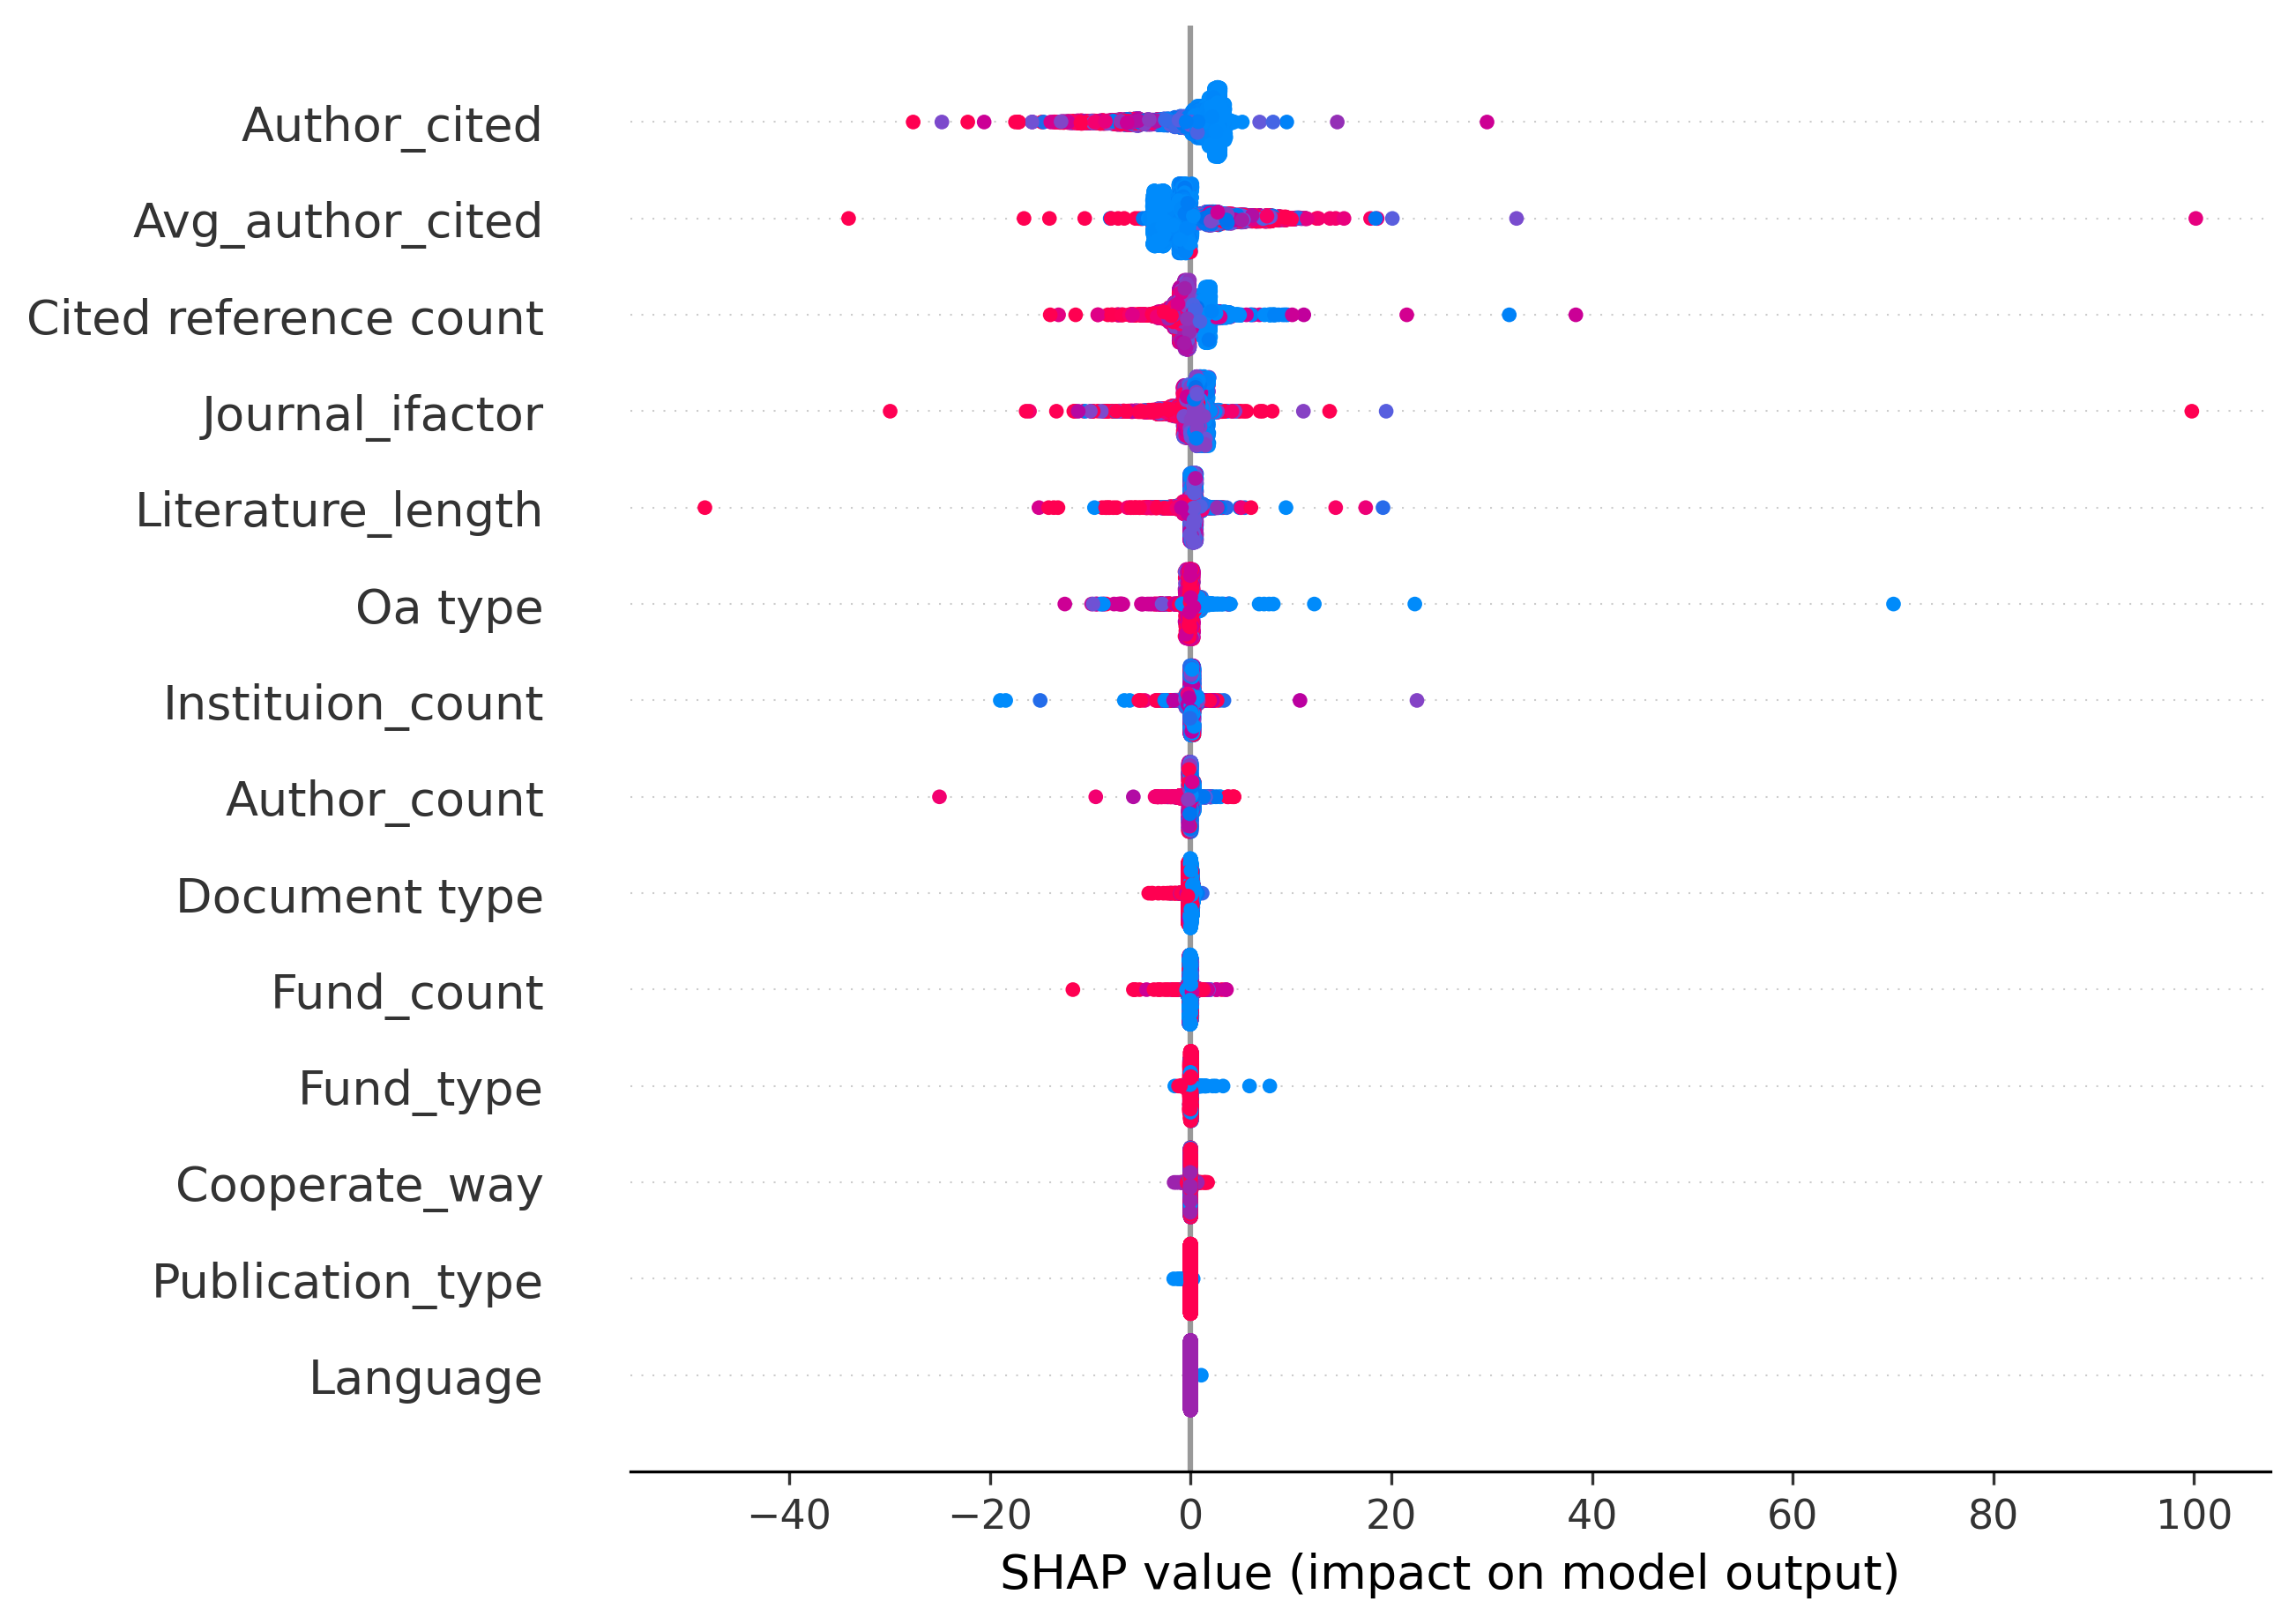 Author_cited
Avg_author_cited
Cited reference count
Journal_ifactor
Literature_length
Oa type
Instituion_count
Author_count
Document type
Fund_count
Fund_type
Cooperate_way
Publication_type
Language
−40 −20 0 20 40 60 80 100
SHAP value (impact on model output)